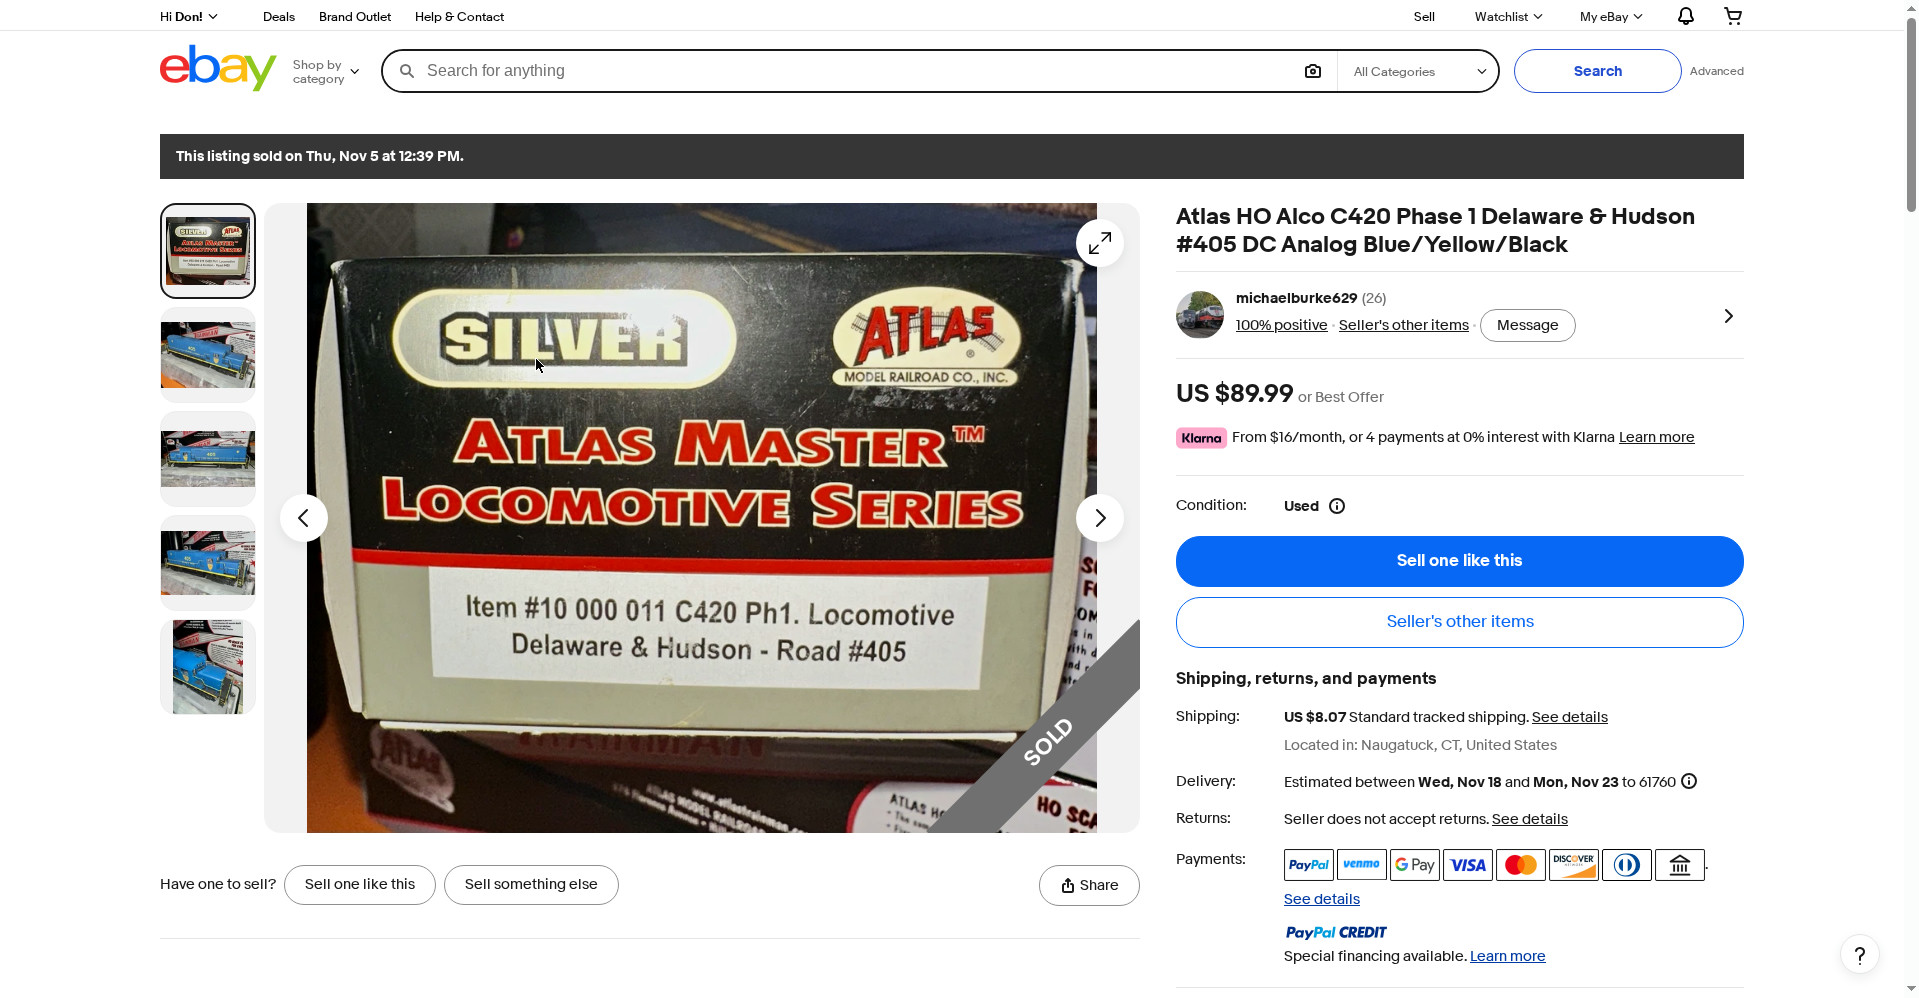 Hi Don!
Deals
Brand Outlet
Help & Contact
Sell
Watchlist
My eBay
ebay
Shop by category
Search for anything
All Categories
Search
Advanced
This listing sold on Thu, Nov 5 at 12:39 PM.
SILVER
ATLAS
MODEL RAILROAD CO., INC.
®
ATLAS MASTER™
LOCOMOTIVE SERIES
Item #10 000 011 C420 Ph1. Locomotive
Delaware & Hudson - Road #405
SOLD
Have one to sell?
Sell one like this
Sell something else
Share
Atlas HO Alco C420 Phase 1 Delaware & Hudson
#405 DC Analog Blue/Yellow/Black
michaelburke629 (26)
100% positive · Seller's other items · Message
US $89.99 or Best Offer
Klarna From $16/month, or 4 payments at 0% interest with Klarna Learn more
Condition: Used
Sell one like this
Seller's other items
Shipping, returns, and payments
Shipping: US $8.07 Standard tracked shipping. See details
Located in: Naugatuck, CT, United States
Delivery: Estimated between Wed, Nov 18 and Mon, Nov 23 to 61760
Returns: Seller does not accept returns. See details
Payments: PayPal venmo G Pay VISA DISCOVER .
See details
PayPal CREDIT
Special financing available. Learn more
?